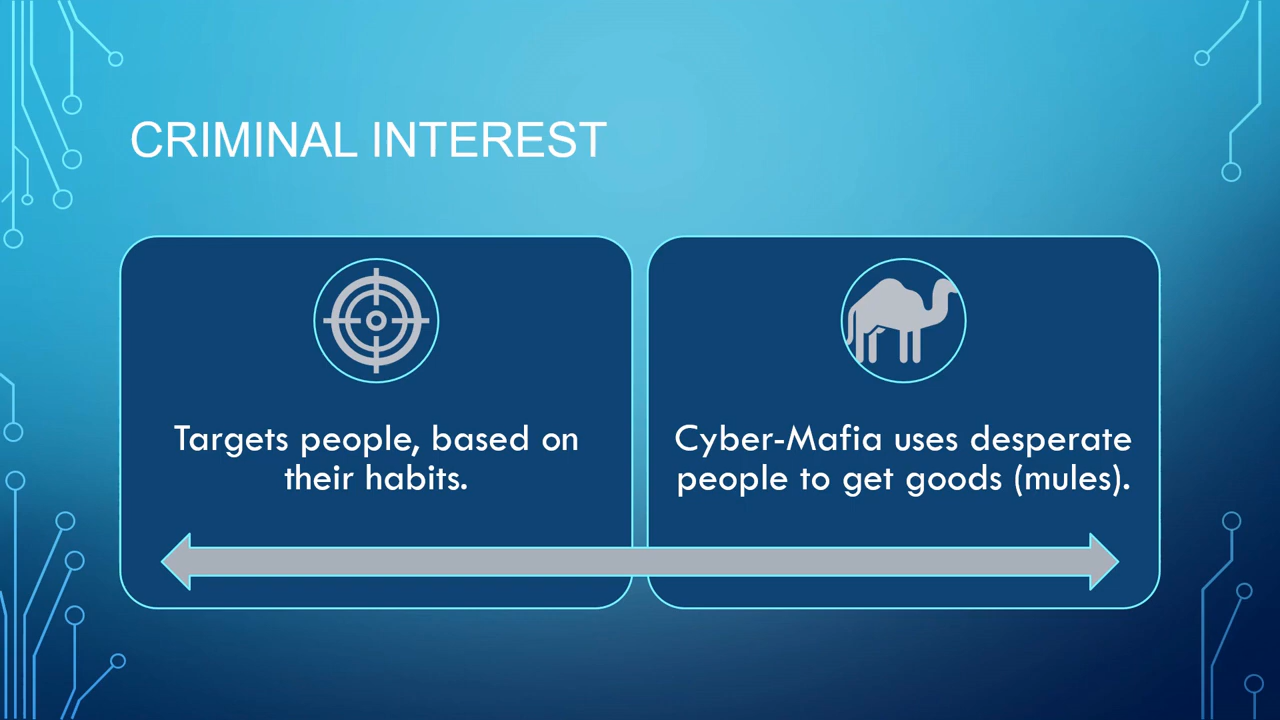 CRIMINAL INTEREST
Targets people, based on
their habits.
Cyber-Mafia uses desperate
people to get goods (mules).